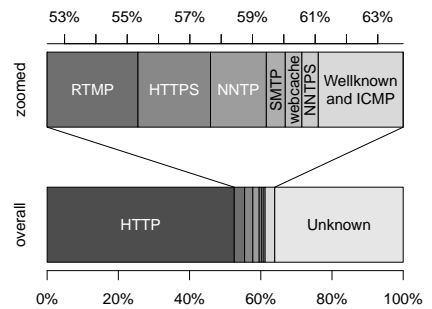 53% 55% 57% 59% 61% 63%
zoomed
RTMP
HTTPS
NNTP
SMTP
webcache
NNTPS
Wellknown
and ICMP
overall
HTTP
Unknown
0% 20% 40% 60% 80% 100%